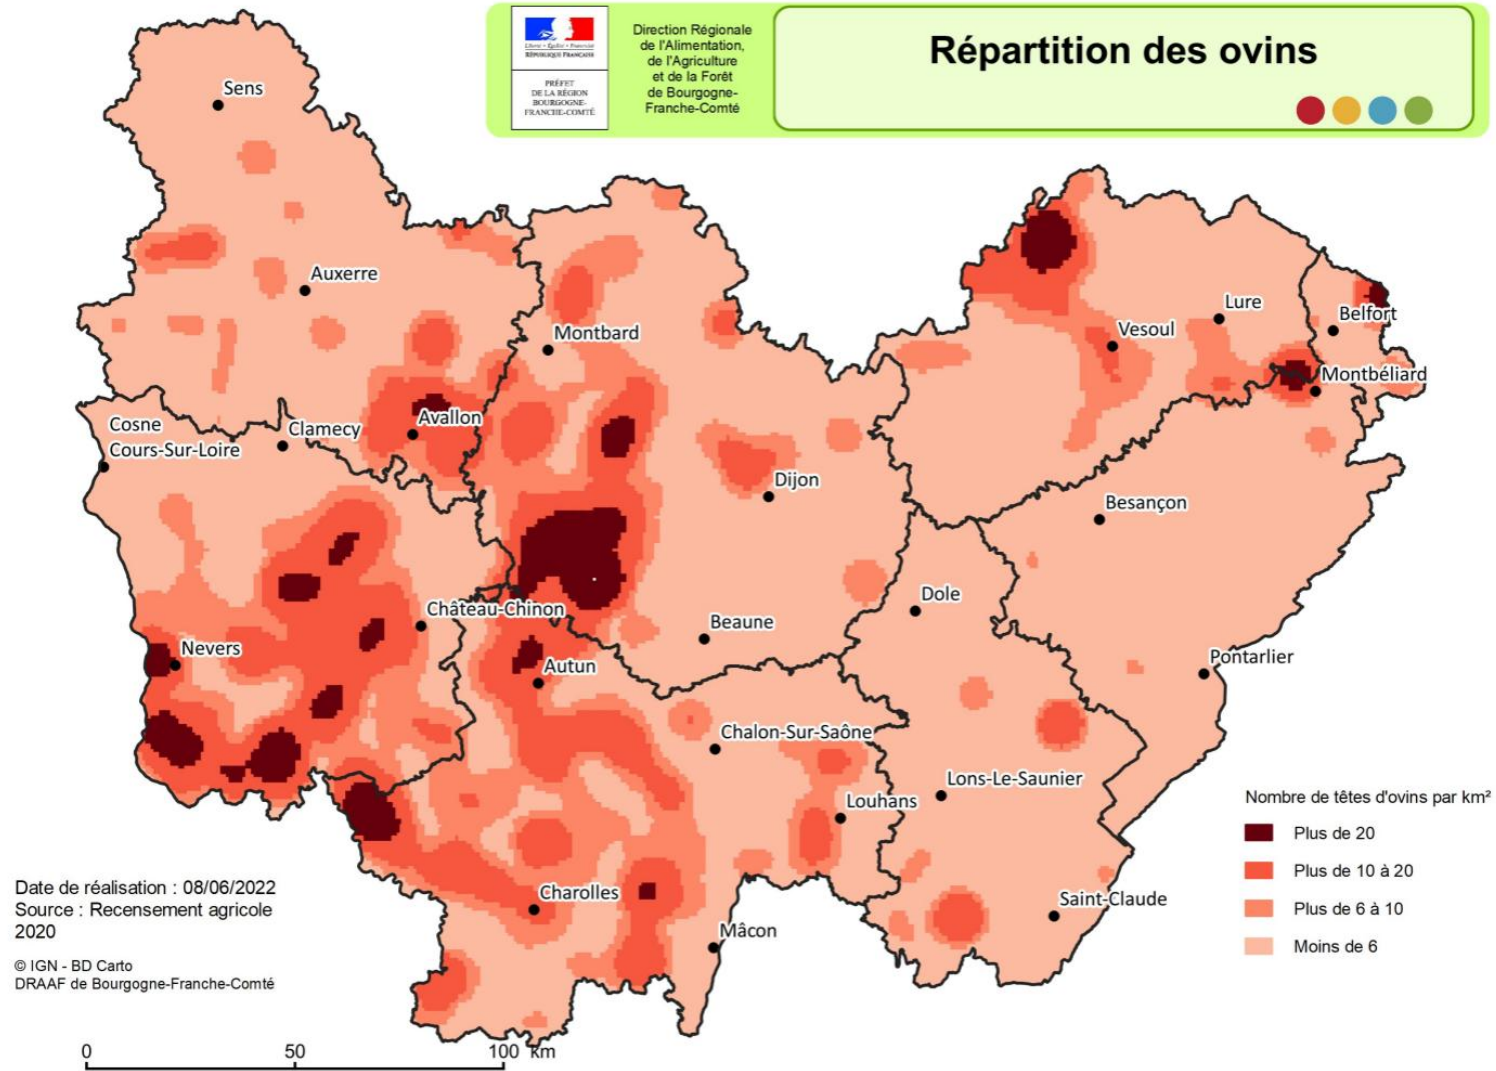 Liberté • Égalité • Fraternité
RÉPUBLIQUE FRANÇAISE
PRÉFET
DE LA RÉGION
BOURGOGNE-
FRANCHE-COMTÉ
Direction Régionale
de l'Alimentation,
de l'Agriculture
et de la Forêt
de Bourgogne-
Franche-Comté
Répartition des ovins
Sens
Auxerre
Montbard
Vesoul
Lure
Belfort
Montbéliard
Avallon
Clamecy
Cosne
Cours-Sur-Loire
Dijon
Besançon
Château-Chinon
Dole
Beaune
Nevers
Autun
Pontarlier
Chalon-Sur-Saône
Lons-Le-Saunier
Louhans
Charolles
Saint-Claude
Mâcon
Nombre de têtes d'ovins par km²
Plus de 20
Plus de 10 à 20
Plus de 6 à 10
Moins de 6
Date de réalisation : 08/06/2022
Source : Recensement agricole
2020
© IGN - BD Carto
DRAAF de Bourgogne-Franche-Comté
0 50 100 km